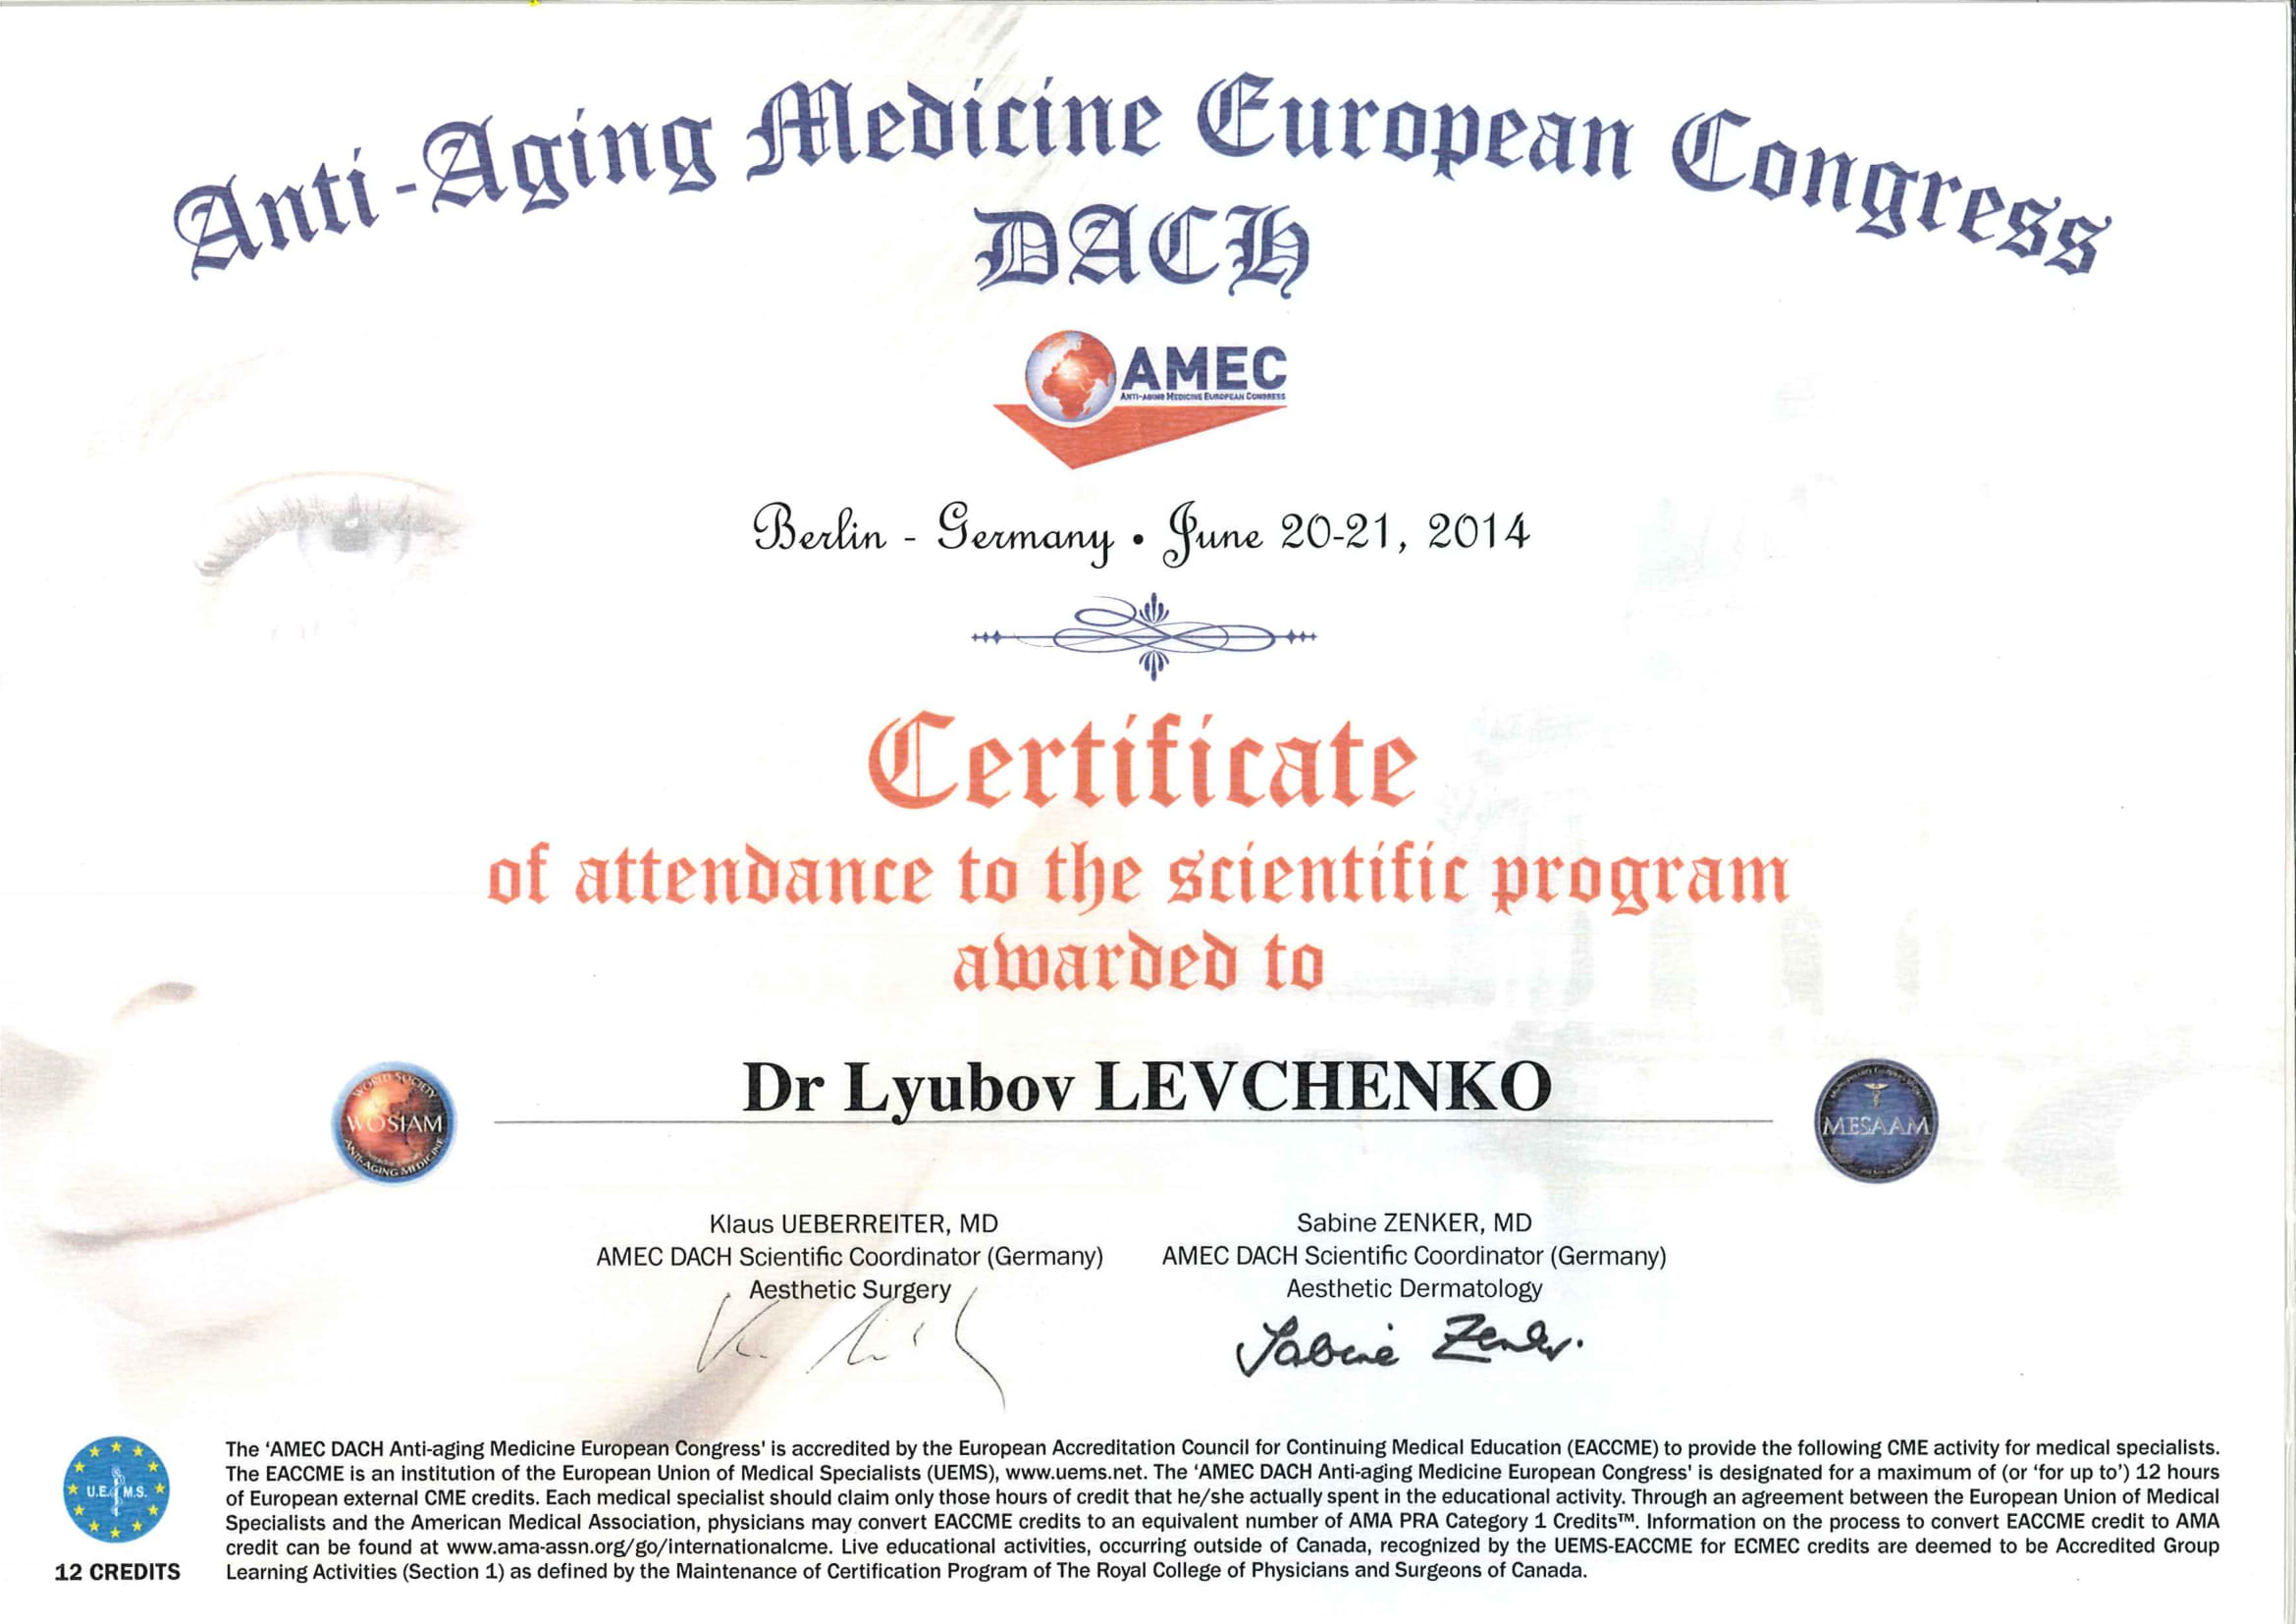 Anti-Aging Medicine European Congress
DACH
AMEC
ANTI-AGING MEDICINE EUROPEAN CONGRESS
Berlin - Germany • June 20-21, 2014
Certificate
of attendance to the scientific program
awarded to
Dr Lyubov LEVCHENKO
WORLD SOCIETY
WOSIAM
ANTI-AGING MEDICINE
MESAAM
Klaus UEBERREITER, MD
AMEC DACH Scientific Coordinator (Germany)
Aesthetic Surgery
Sabine ZENKER, MD
AMEC DACH Scientific Coordinator (Germany)
Aesthetic Dermatology
Sabine Zenker.
U.E.M.S.
12 CREDITS
The ‘AMEC DACH Anti-aging Medicine European Congress' is accredited by the European Accreditation Council for Continuing Medical Education (EACCME) to provide the following CME activity for medical specialists.
The EACCME is an institution of the European Union of Medical Specialists (UEMS), www.uems.net. The ‘AMEC DACH Anti-aging Medicine European Congress' is designated for a maximum of (or ‘for up to’) 12 hours
of European external CME credits. Each medical specialist should claim only those hours of credit that he/she actually spent in the educational activity. Through an agreement between the European Union of Medical
Specialists and the American Medical Association, physicians may convert EACCME credits to an equivalent number of AMA PRA Category 1 Credits™. Information on the process to convert EACCME credit to AMA
credit can be found at www.ama-assn.org/go/internationalcme. Live educational activities, occurring outside of Canada, recognized by the UEMS-EACCME for ECMEC credits are deemed to be Accredited Group
Learning Activities (Section 1) as defined by the Maintenance of Certification Program of The Royal College of Physicians and Surgeons of Canada.